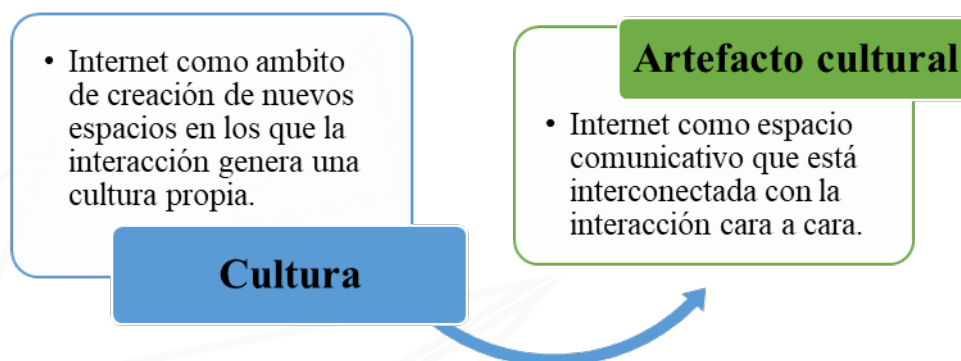 • Internet como ambito
de creación de nuevos
espacios en los que la
interacción genera una
cultura propia.
Cultura
Artefacto cultural
• Internet como espacio
comunicativo que está
interconectada con la
interacción cara a cara.